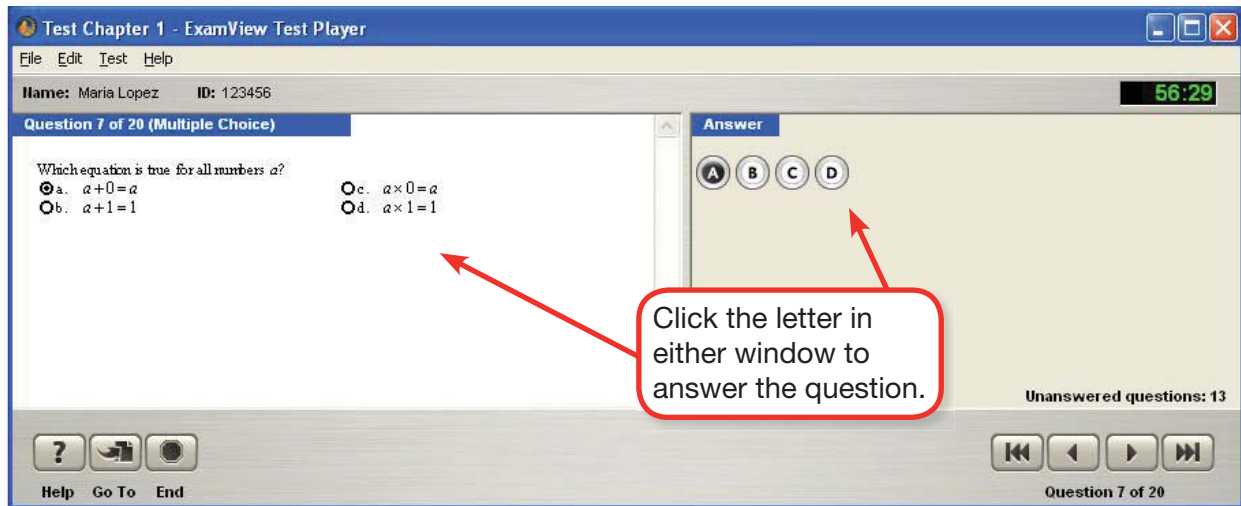 Test Chapter 1 - ExamView Test Player
File Edit Test Help
Name: Maria Lopez ID: 123456
56:29
Question 7 of 20 (Multiple Choice)
Which equation is true for all numbers a?
a. a+0=a
b. a+1=1
c. a×0=a
d. a×1=1
Answer
A B C D
Click the letter in
either window to
answer the question.
Unanswered questions: 13
?
Help Go To End
Question 7 of 20